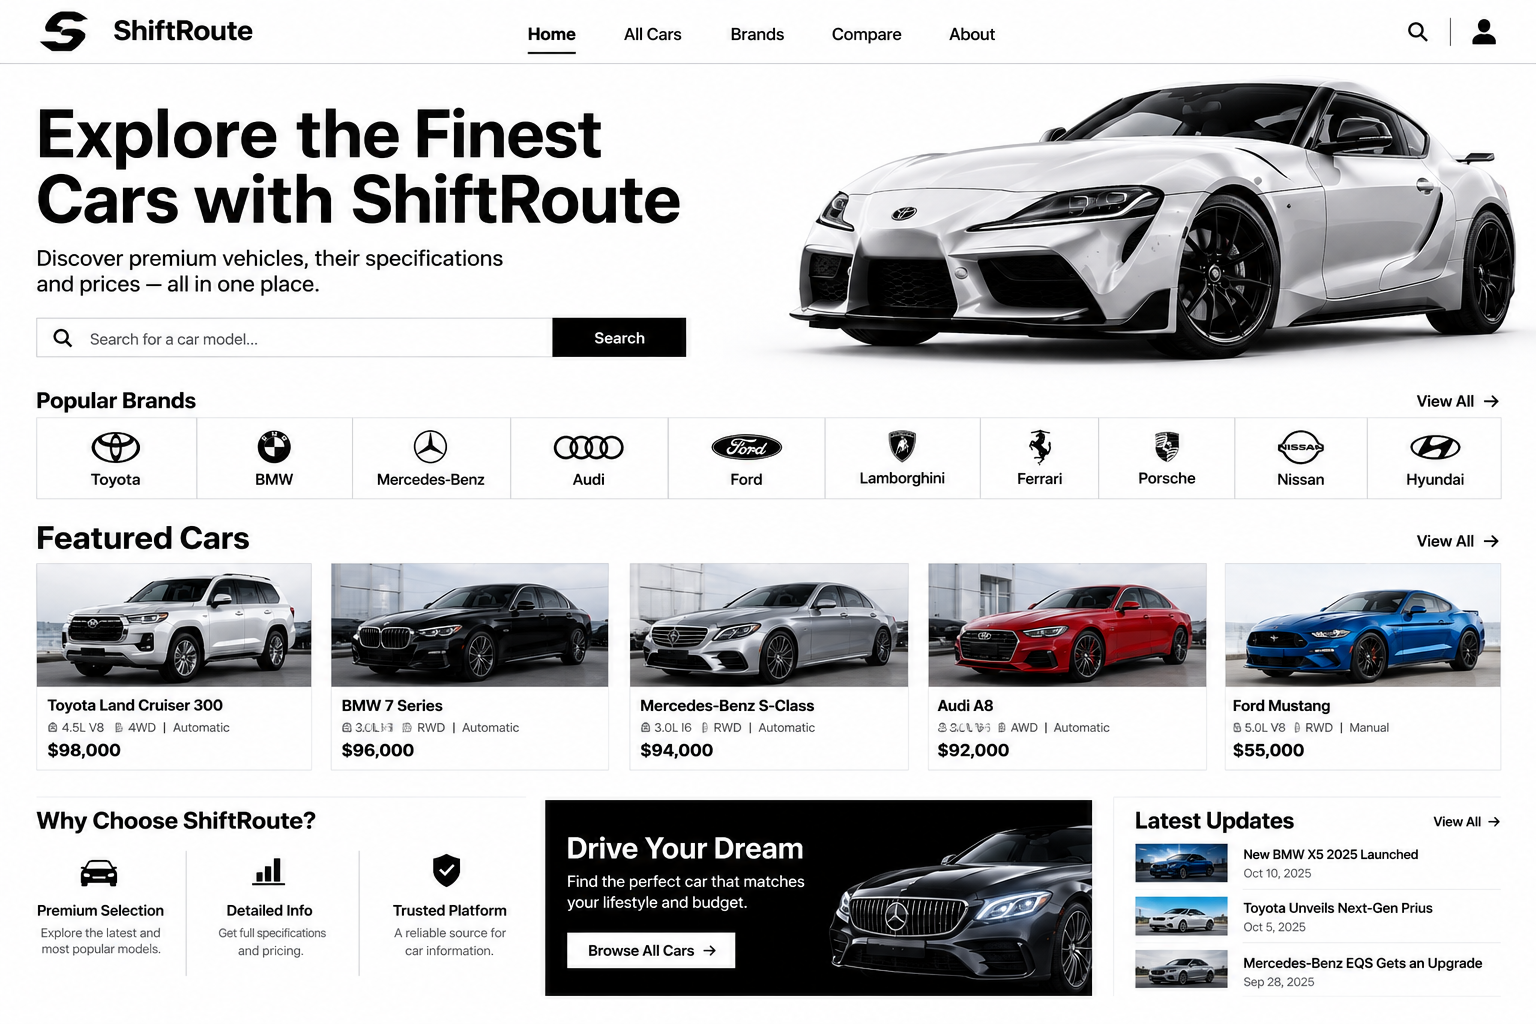 ShiftRoute
Home
All Cars
Brands
Compare
About
Explore the Finest
Cars with ShiftRoute
Discover premium vehicles, their specifications
and prices — all in one place.
Search for a car model...
Search
Popular Brands
View All →
Toyota
BMW
Mercedes-Benz
Audi
Ford
Ford
Lamborghini
Ferrari
Porsche
NISSAN
Nissan
Hyundai
Featured Cars
View All →
Toyota Land Cruiser 300
4.5L V8 4WD | Automatic
$98,000
BMW 7 Series
RWD | Automatic
$96,000
Mercedes-Benz S-Class
3.0L I6 RWD | Automatic
$94,000
Audi A8
AWD | Automatic
$92,000
Ford Mustang
5.0L V8 RWD | Manual
$55,000
Why Choose ShiftRoute?
Premium Selection
Explore the latest and
most popular models.
Detailed Info
Get full specifications
and pricing.
Trusted Platform
A reliable source for
car information.
Drive Your Dream
Find the perfect car that matches
your lifestyle and budget.
Browse All Cars →
Latest Updates
View All →
New BMW X5 2025 Launched
Oct 10, 2025
Toyota Unveils Next-Gen Prius
Oct 5, 2025
Mercedes-Benz EQS Gets an Upgrade
Sep 28, 2025